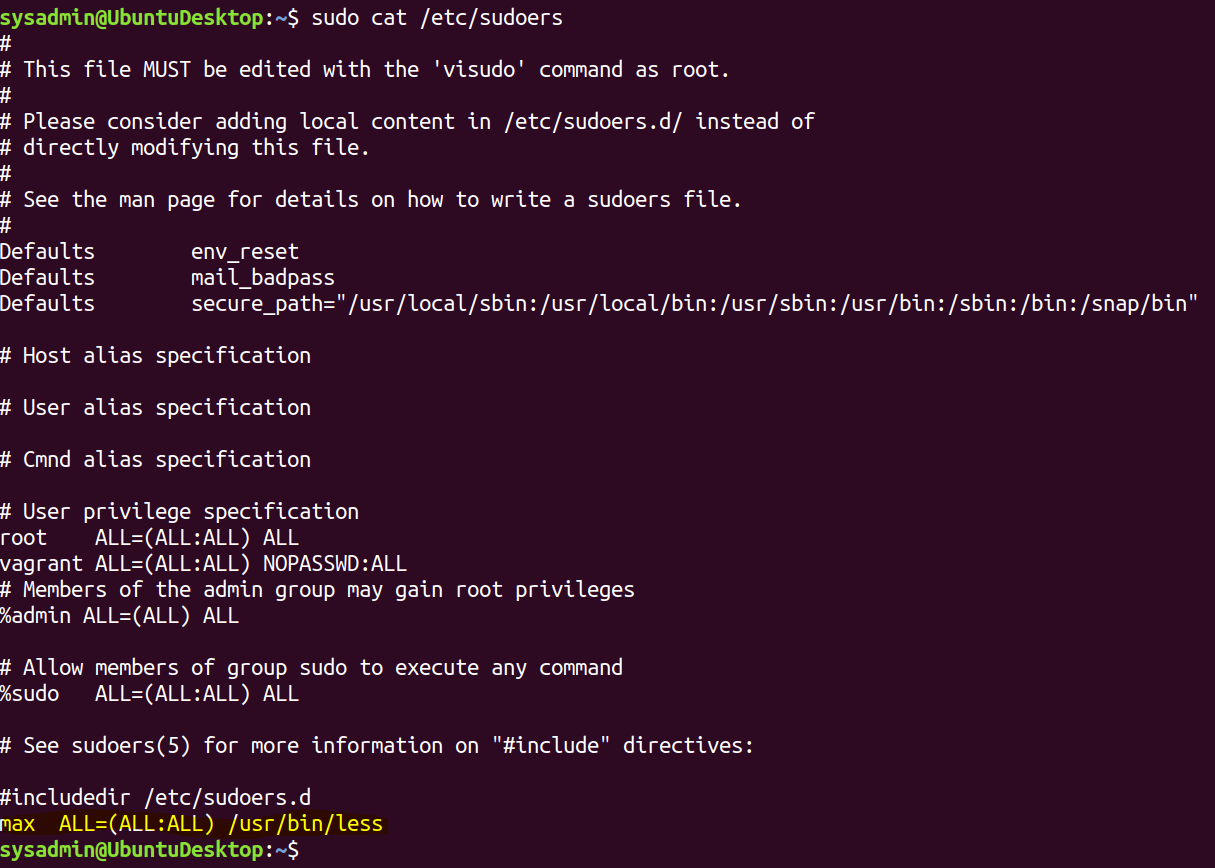 sysadmin@UbuntuDesktop:~$ sudo cat /etc/sudoers
#
# This file MUST be edited with the 'visudo' command as root.
#
# Please consider adding local content in /etc/sudoers.d/ instead of
# directly modifying this file.
#
# See the man page for details on how to write a sudoers file.
#
Defaults        env_reset
Defaults        mail_badpass
Defaults        secure_path="/usr/local/sbin:/usr/local/bin:/usr/sbin:/usr/bin:/sbin:/bin:/snap/bin"

# Host alias specification

# User alias specification

# Cmnd alias specification

# User privilege specification
root    ALL=(ALL:ALL) ALL
vagrant ALL=(ALL:ALL) NOPASSWD:ALL
# Members of the admin group may gain root privileges
%admin ALL=(ALL) ALL

# Allow members of group sudo to execute any command
%sudo   ALL=(ALL:ALL) ALL

# See sudoers(5) for more information on "#include" directives:

#includedir /etc/sudoers.d
max  ALL=(ALL:ALL) /usr/bin/less
sysadmin@UbuntuDesktop:~$